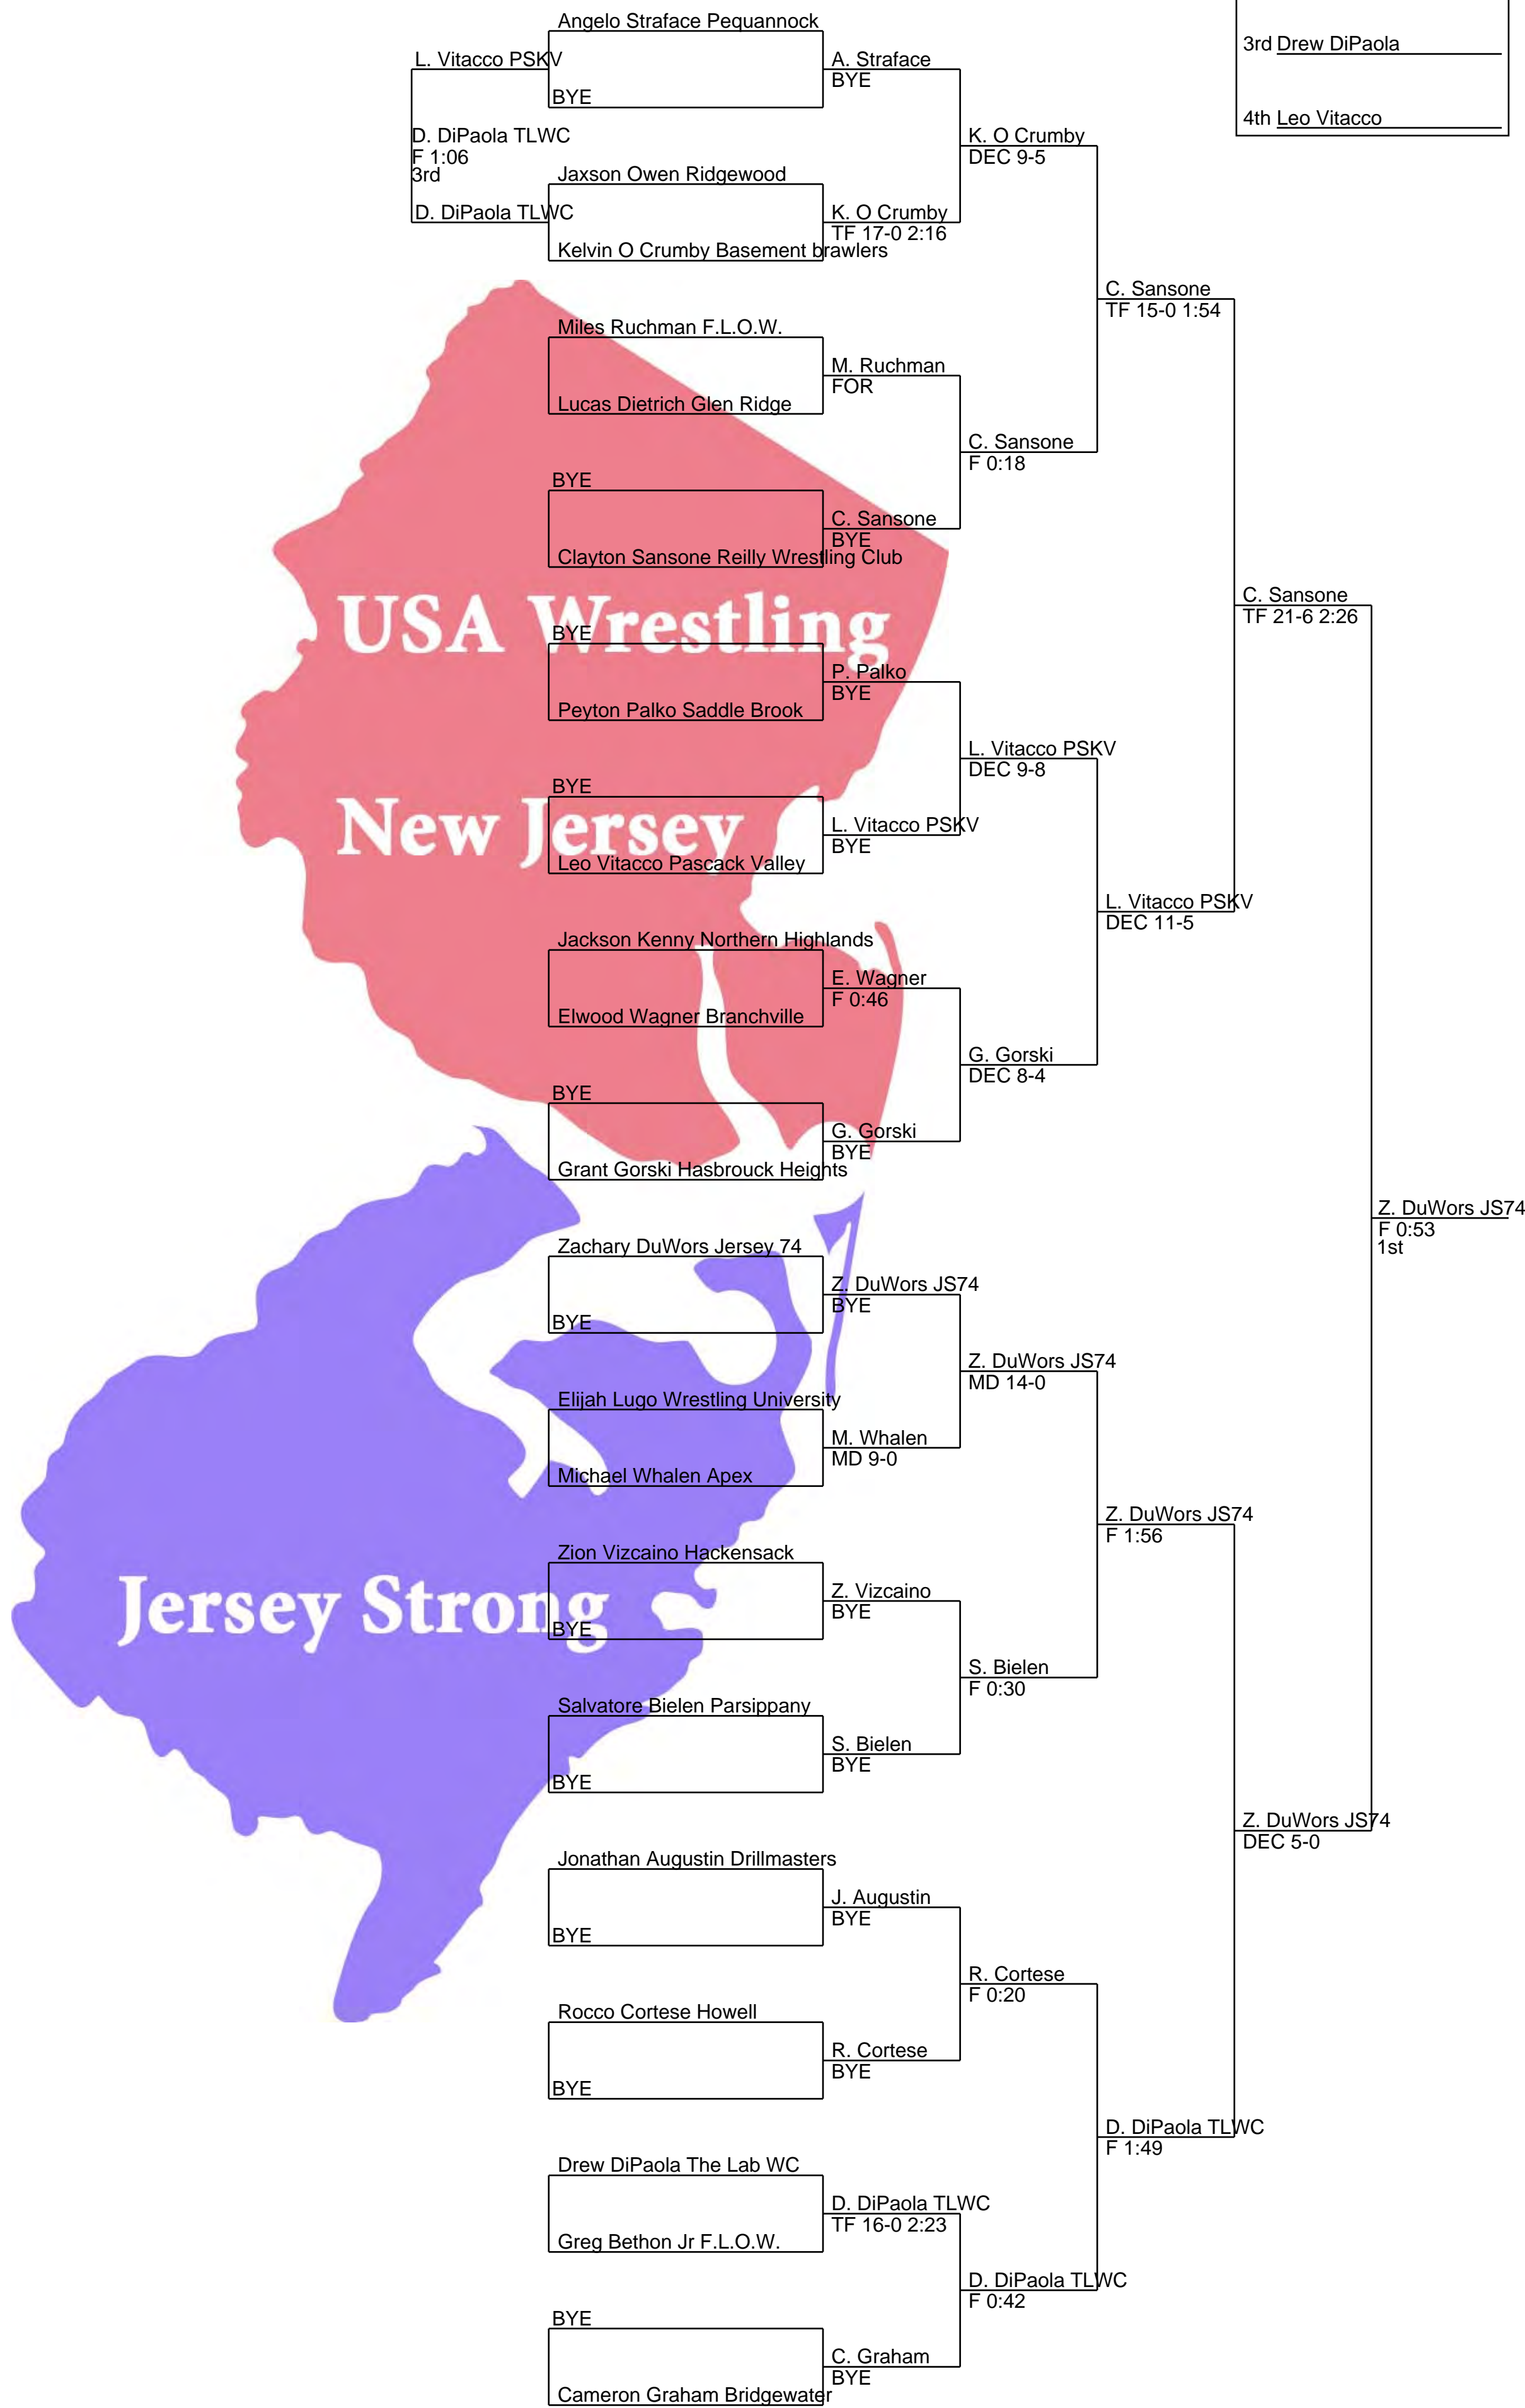 Angelo Straface Pequannock
3rd Drew DiPaola
L. Vitacco PSKV
A. Straface
BYE
BYE
4th Leo Vitacco
D. DiPaola TLWC
F 1:06
3rd
K. O Crumby
DEC 9-5
Jaxson Owen Ridgewood
D. DiPaola TLWC
K. O Crumby
TF 17-0 2:16
Kelvin O Crumby Basement brawlers
C. Sansone
TF 15-0 1:54
Miles Ruchman F.L.O.W.
M. Ruchman
FOR
Lucas Dietrich Glen Ridge
C. Sansone
F 0:18
BYE
C. Sansone
BYE
Clayton Sansone Reilly Wrestling Club
C. Sansone
TF 21-6 2:26
USA Wrestling
BYE
P. Palko
BYE
Peyton Palko Saddle Brook
L. Vitacco PSKV
DEC 9-8
BYE
New Jersey
L. Vitacco PSKV
BYE
Leo Vitacco Pascack Valley
L. Vitacco PSKV
DEC 11-5
Jackson Kenny Northern Highlands
E. Wagner
F 0:46
Elwood Wagner Branchville
G. Gorski
DEC 8-4
BYE
G. Gorski
BYE
Grant Gorski Hasbrouck Heights
Z. DuWors JS74
F 0:53
1st
Zachary DuWors Jersey 74
Z. DuWors JS74
BYE
BYE
Z. DuWors JS74
MD 14-0
Elijah Lugo Wrestling University
M. Whalen
MD 9-0
Michael Whalen Apex
Z. DuWors JS74
F 1:56
Zion Vizcaino Hackensack
Z. Vizcaino
BYE
Jersey Strong
BYE
S. Bielen
F 0:30
Salvatore Bielen Parsippany
S. Bielen
BYE
BYE
Z. DuWors JS74
DEC 5-0
Jonathan Augustin Drillmasters
J. Augustin
BYE
BYE
R. Cortese
F 0:20
Rocco Cortese Howell
R. Cortese
BYE
BYE
D. DiPaola TLWC
F 1:49
Drew DiPaola The Lab WC
D. DiPaola TLWC
TF 16-0 2:23
Greg Bethon Jr F.L.O.W.
D. DiPaola TLWC
F 0:42
BYE
C. Graham
BYE
Cameron Graham Bridgewater